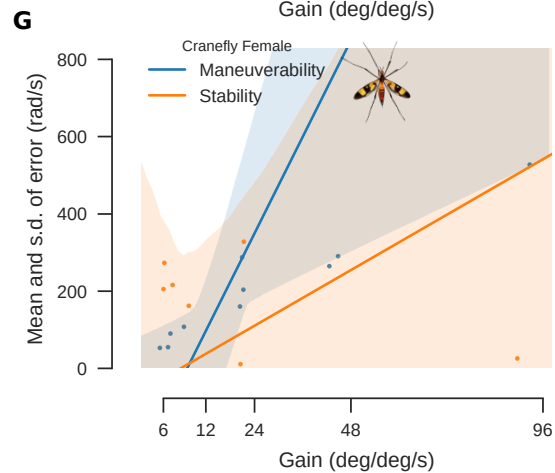 Gain (deg/deg/s)
G
Cranefly Female
Maneuverability
Stability
Mean and s.d. of error (rad/s)
800
600
400
200
0
6 12 24 48 96
Gain (deg/deg/s)